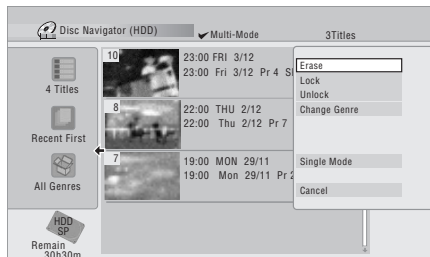 Disc Navigator (HDD)
Multi-Mode
3Titles
4 Titles
Recent First
All Genres
HDD
SP
Remain
30h30m
10
23:00 FRI 3/12
23:00 Fri 3/12 Pr 4
8
22:00 THU 2/12
22:00 Thu 2/12 Pr 7
7
19:00 MON 29/11
19:00 Mon 29/11 Pr
Erase
Lock
Unlock
Change Genre
Single Mode
Cancel